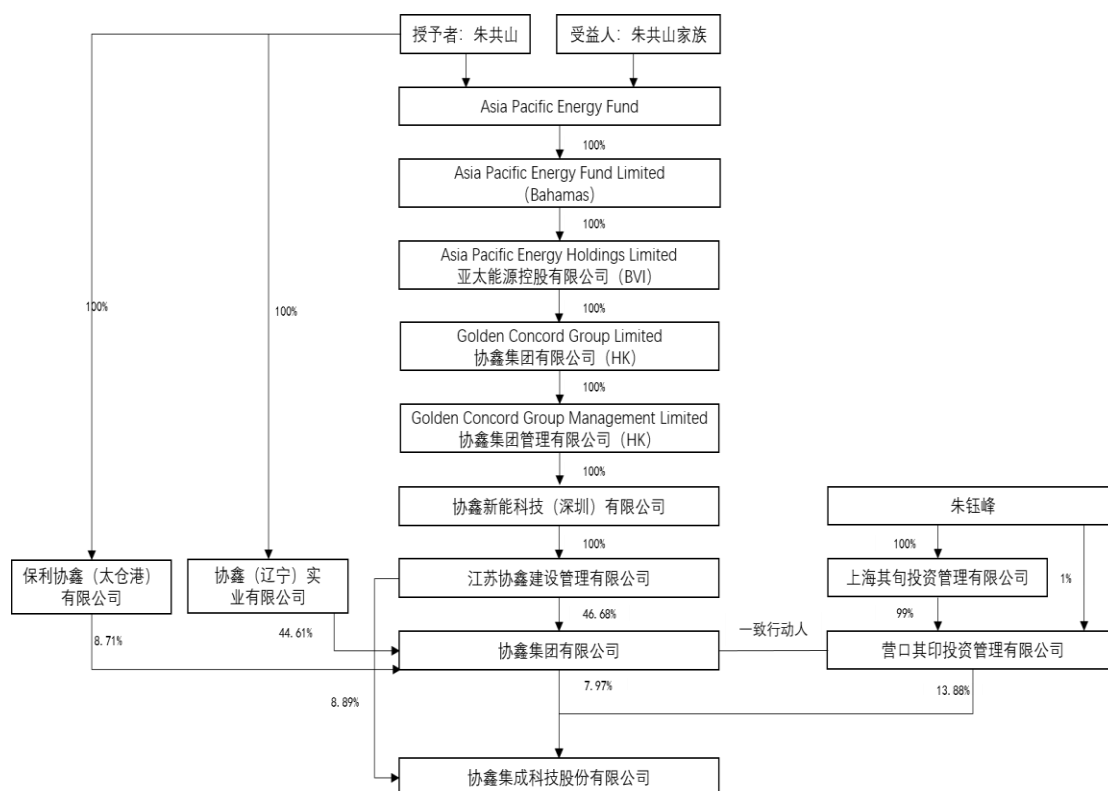 授予者：朱共山
受益人：朱共山家族
Asia Pacific Energy Fund
100%
Asia Pacific Energy Fund Limited
（Bahamas）
100%
Asia Pacific Energy Holdings Limited
亚太能源控股有限公司（BVI）
100%
100%
100%
Golden Concord Group Limited
协鑫集团有限公司（HK）
100%
Golden Concord Group Management Limited
协鑫集团管理有限公司（HK）
100%
协鑫新能科技（深圳）有限公司
朱钰峰
100%
100%
保利协鑫（太仓港）
有限公司
协鑫（辽宁）实
业有限公司
江苏协鑫建设管理有限公司
上海其旬投资管理有限公司
1%
46.68%
99%
8.71%
44.61%
协鑫集团有限公司
一致行动人
营口其印投资管理有限公司
8.89%
7.97%
13.88%
协鑫集成科技股份有限公司